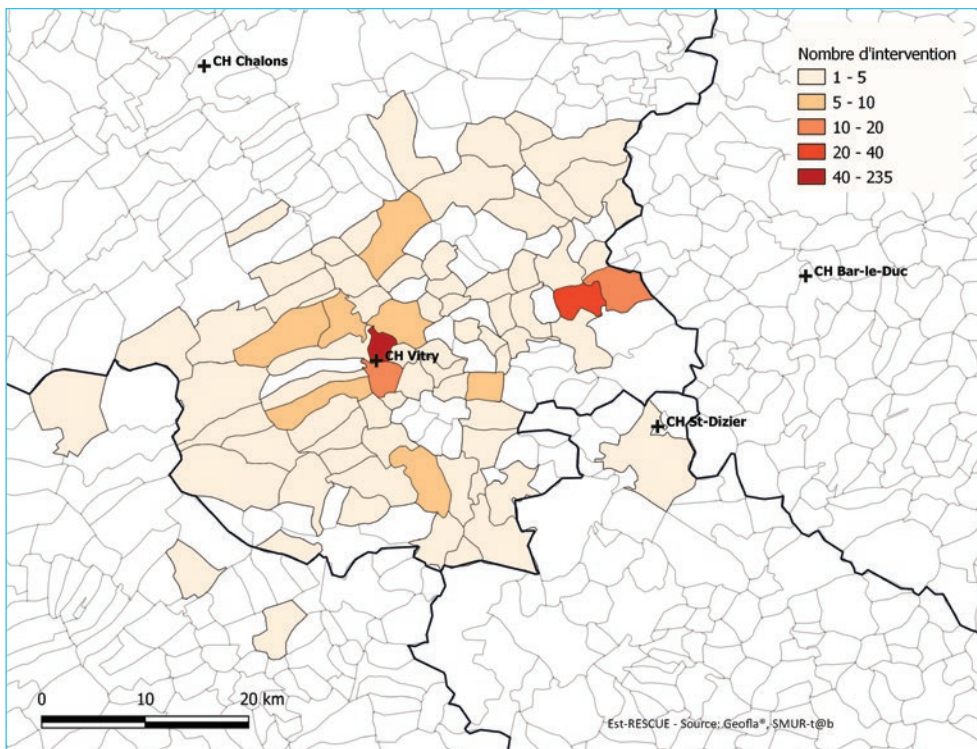 CH Chalons
Nombre d'intervention
1 - 5
5 - 10
10 - 20
20 - 40
40 - 235
CH Bar-le-Duc
CH Vitry
CH St-Dizier
0 10 20 km
Est-RESCUE - Source: Geofla®, SMUR-t@b